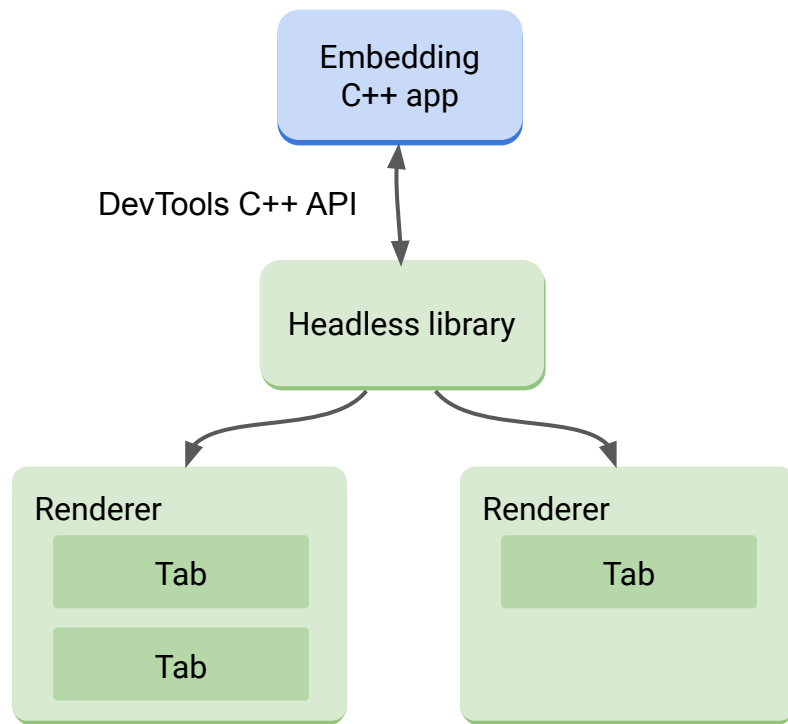 Embedding
C++ app
DevTools C++ API
Headless library
Renderer
Tab
Tab
Renderer
Tab